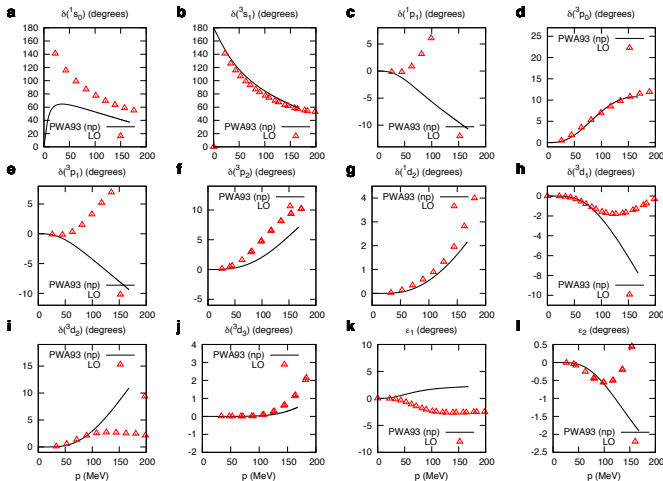 a
δ(¹s₀) (degrees)
180
160
140
120
100
80
60
40
20
0
0 50 100 150 200
PWA93 (np)
LO
b
δ(³s₁) (degrees)
180
160
140
120
100
80
60
40
20
0
0 50 100 150 200
PWA93 (np)
LO
c
δ(¹p₁) (degrees)
5
0
-5
-10
0 50 100 150 200
PWA93 (np)
LO
d
δ(³p₀) (degrees)
20
15
10
5
0
0 50 100 150 200
PWA93 (np)
LO
e
δ(³p₁) (degrees)
5
0
-5
-10
0 50 100 150 200
PWA93 (np)
LO
f
δ(³p₂) (degrees)
15
10
5
0
0 50 100 150 200
PWA93 (np)
LO
g
δ(¹d₂) (degrees)
4
3
2
1
0
0 50 100 150 200
PWA93 (np)
LO
h
δ(³d₁) (degrees)
0
-2
-4
-6
-8
-10
0 50 100 150 200
PWA93 (np)
LO
i
δ(³d₂) (degrees)
15
10
5
0
0 50 100 150 200
p (MeV)
PWA93 (np)
LO
j
δ(³d₃) (degrees)
4
3
2
1
0
-1
-2
0 50 100 150 200
p (MeV)
PWA93 (np)
LO
k
ε₁ (degrees)
10
5
0
-5
-10
0 50 100 150 200
p (MeV)
PWA93 (np)
LO
l
ε₂ (degrees)
0.5
0
-0.5
-1
-1.5
-2
-2.5
0 50 100 150 200
p (MeV)
PWA93 (np)
LO